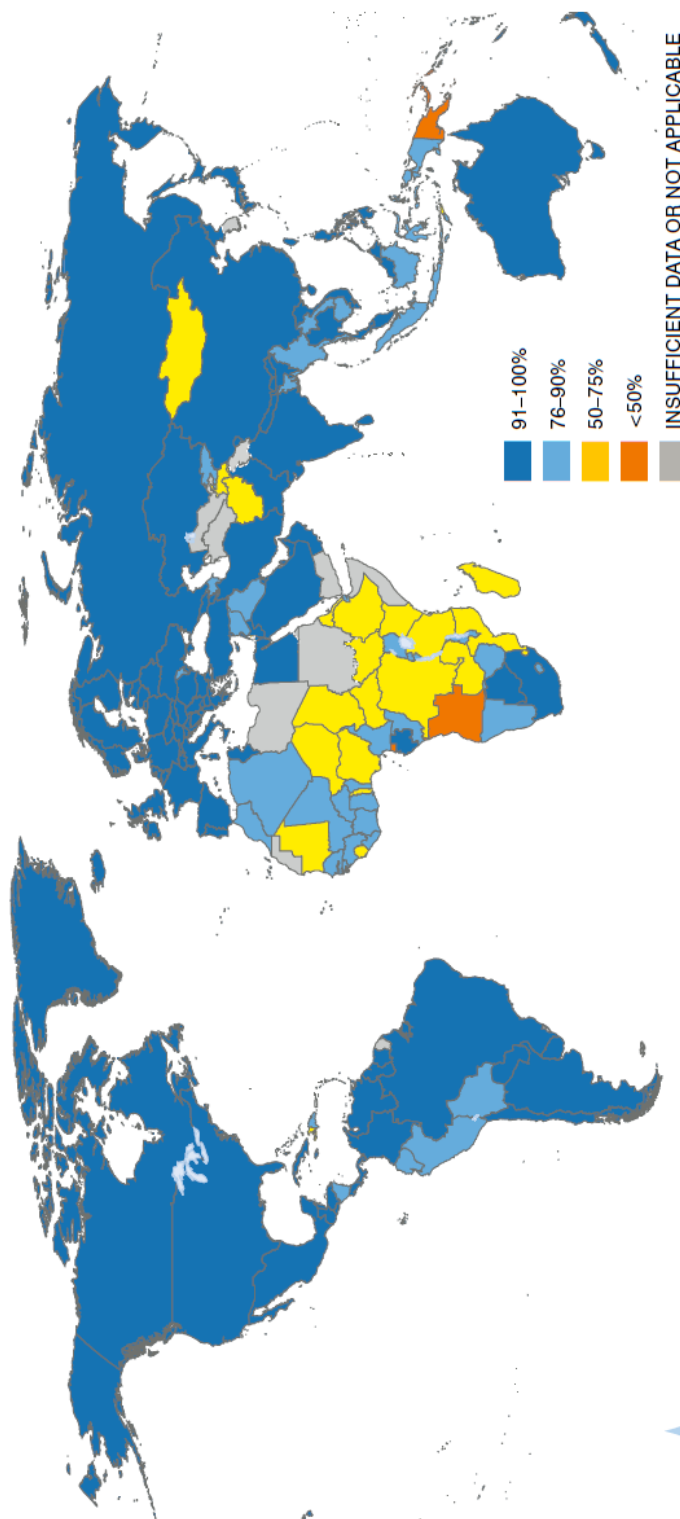 91–100%
76–90%
50–75%
<50%
INSUFFICIENT DATA OR NOT APPLICABLE